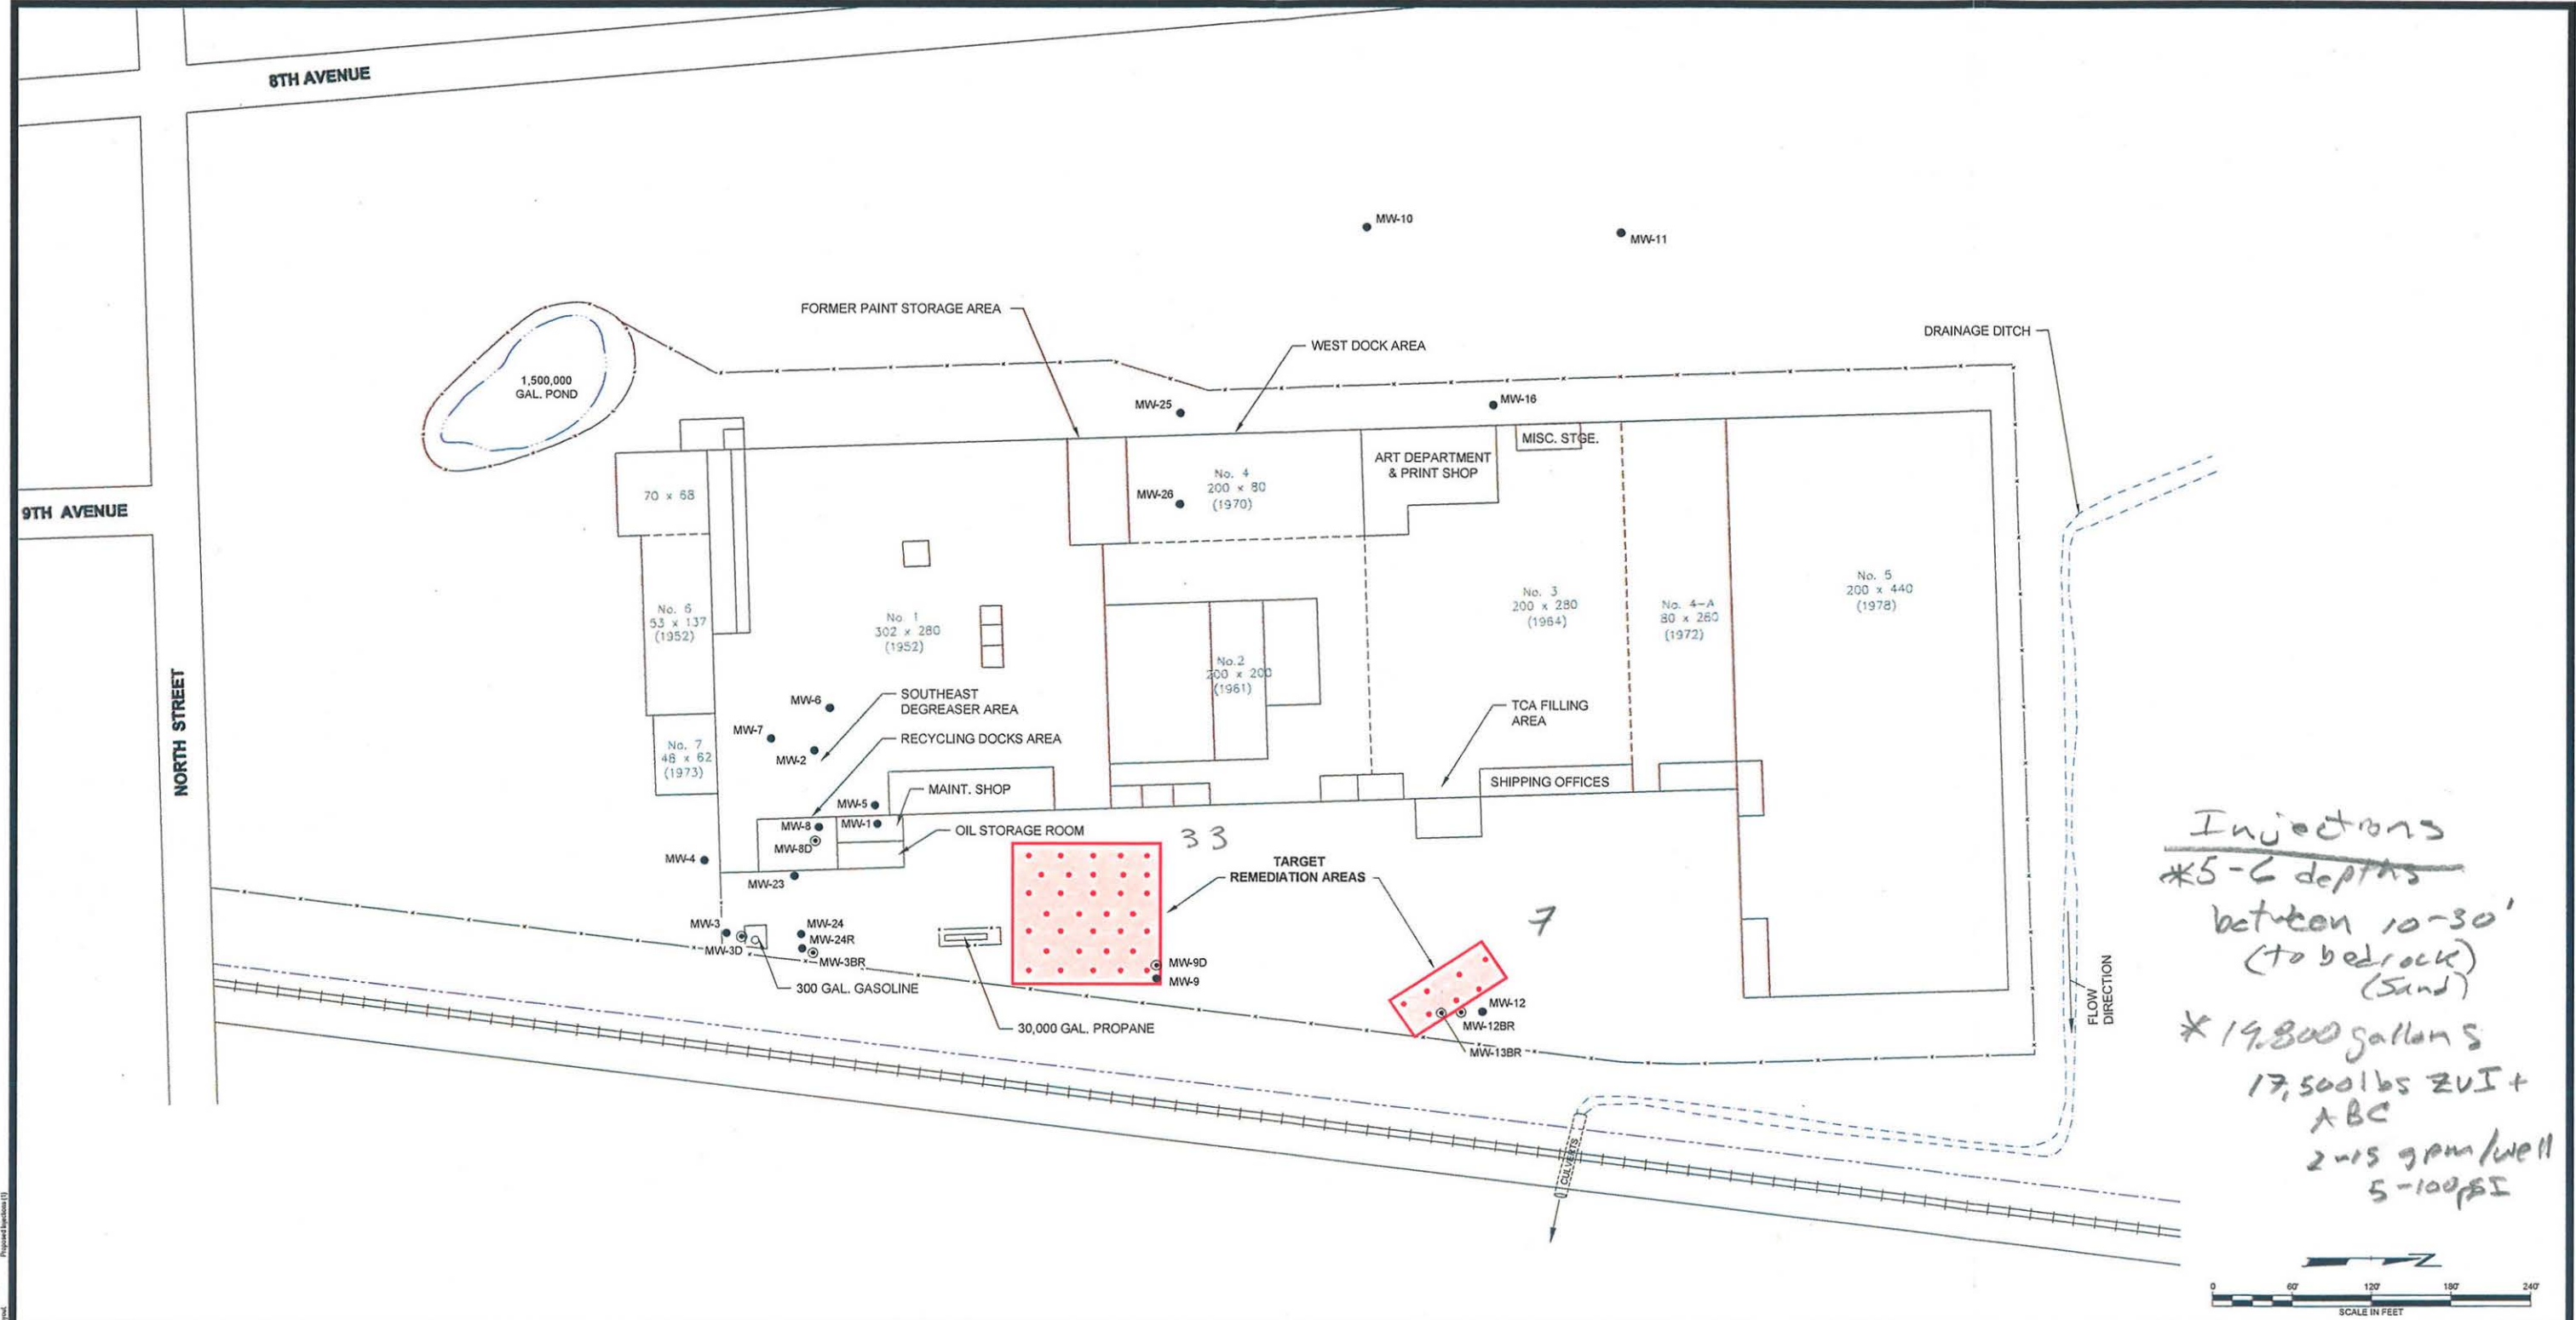 8TH AVENUE
MW-10
MW-11
FORMER PAINT STORAGE AREA
WEST DOCK AREA
DRAINAGE DITCH
1,500,000
GAL. POND
MW-25
MW-16
MISC. STGE.
ART DEPARTMENT
& PRINT SHOP
No. 4
200 x 80
(1970)
MW-26
70 x 68
9TH AVENUE
No. 6
53 x 137
(1952)
No. 1
302 x 280
(1952)
No.2
200 x 200
(1961)
No. 3
200 x 280
(1964)
No. 4-A
80 x 260
(1972)
No. 5
200 x 440
(1978)
NORTH STREET
MW-6
SOUTHEAST
DEGREASER AREA
MW-7
MW-2
RECYCLING DOCKS AREA
TCA FILLING
AREA
No. 7
48 x 62
(1973)
MAINT. SHOP
SHIPPING OFFICES
MW-5
MW-8
MW-1
MW-8D
OIL STORAGE ROOM
33
MW-4
TARGET
REMEDIATION AREAS
MW-23
7
MW-3
MW-24
MW-24R
MW-3D
MW-3BR
MW-9D
MW-9
300 GAL. GASOLINE
30,000 GAL. PROPANE
MW-12
MW-12BR
MW-13BR
FLOW
DIRECTION
CULVERTS
Injections
*5-6 depths
between 10-30'
(to bedrock)
(Sand)
* 19,800 gallons
17,500 lbs ZVI +
ABC
2-15 gpm/well
5-100 psI
Z
0 60' 120' 180' 240'
SCALE IN FEET
Proposed Injections (1)